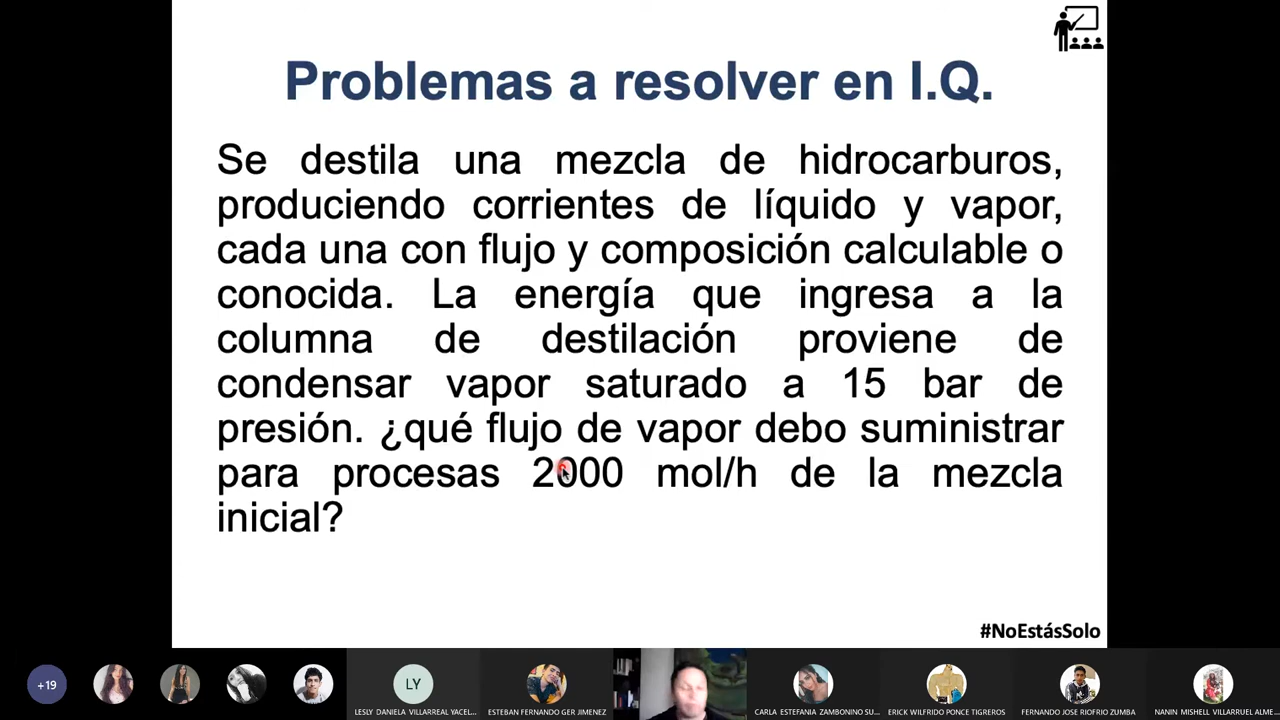 Problemas a resolver en I.Q.
Se destila una mezcla de hidrocarburos,
produciendo corrientes de líquido y vapor,
cada una con flujo y composición calculable o
conocida. La energía que ingresa a la
columna de destilación proviene de
condensar vapor saturado a 15 bar de
presión. ¿qué flujo de vapor debo suministrar
para procesas 2000 mol/h de la mezcla
inicial?
#NoEstásSolo
+19
LY
LESLY DANIELA VILLARREAL YACEL...
ESTEBAN FERNANDO GER JIMENEZ
CARLA ESTEFANIA ZAMBONINO SU...
ERICK WILFRIDO PONCE TIGREROS
FERNANDO JOSE RIOFRIO ZUMBA
NANIN MISHELL VILLARRUEL ALME...